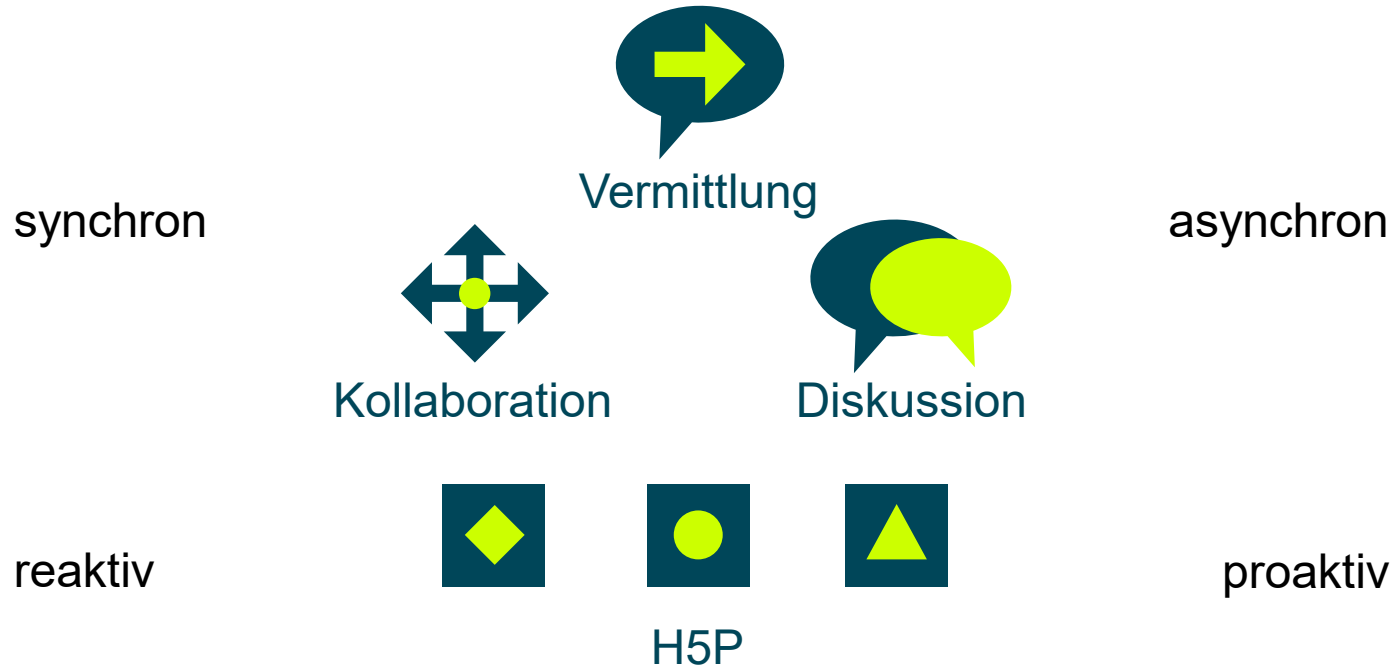 Vermittlung
synchron
asynchron
Kollaboration
Diskussion
reaktiv
proaktiv
H5P